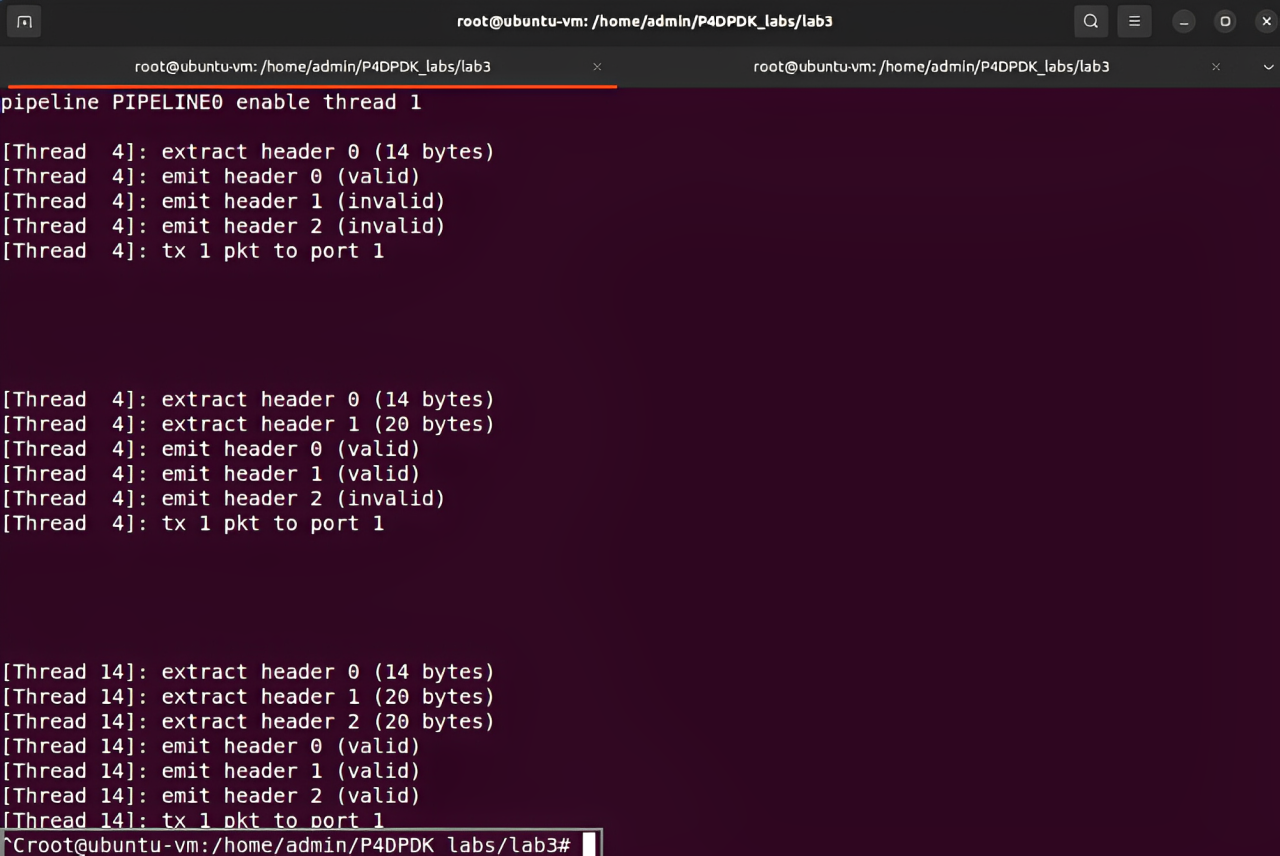 root@ubuntu-vm: /home/admin/P4DPDK_labs/lab3
root@ubuntu-vm: /home/admin/P4DPDK_labs/lab3
root@ubuntu-vm: /home/admin/P4DPDK_labs/lab3
pipeline PIPELINE0 enable thread 1
[Thread  4]: extract header 0 (14 bytes)
[Thread  4]: emit header 0 (valid)
[Thread  4]: emit header 1 (invalid)
[Thread  4]: emit header 2 (invalid)
[Thread  4]: tx 1 pkt to port 1
[Thread  4]: extract header 0 (14 bytes)
[Thread  4]: extract header 1 (20 bytes)
[Thread  4]: emit header 0 (valid)
[Thread  4]: emit header 1 (valid)
[Thread  4]: emit header 2 (invalid)
[Thread  4]: tx 1 pkt to port 1
[Thread 14]: extract header 0 (14 bytes)
[Thread 14]: extract header 1 (20 bytes)
[Thread 14]: extract header 2 (20 bytes)
[Thread 14]: emit header 0 (valid)
[Thread 14]: emit header 1 (valid)
[Thread 14]: emit header 2 (valid)
[Thread 14]: tx 1 pkt to port 1
^Croot@ubuntu-vm:/home/admin/P4DPDK_labs/lab3#